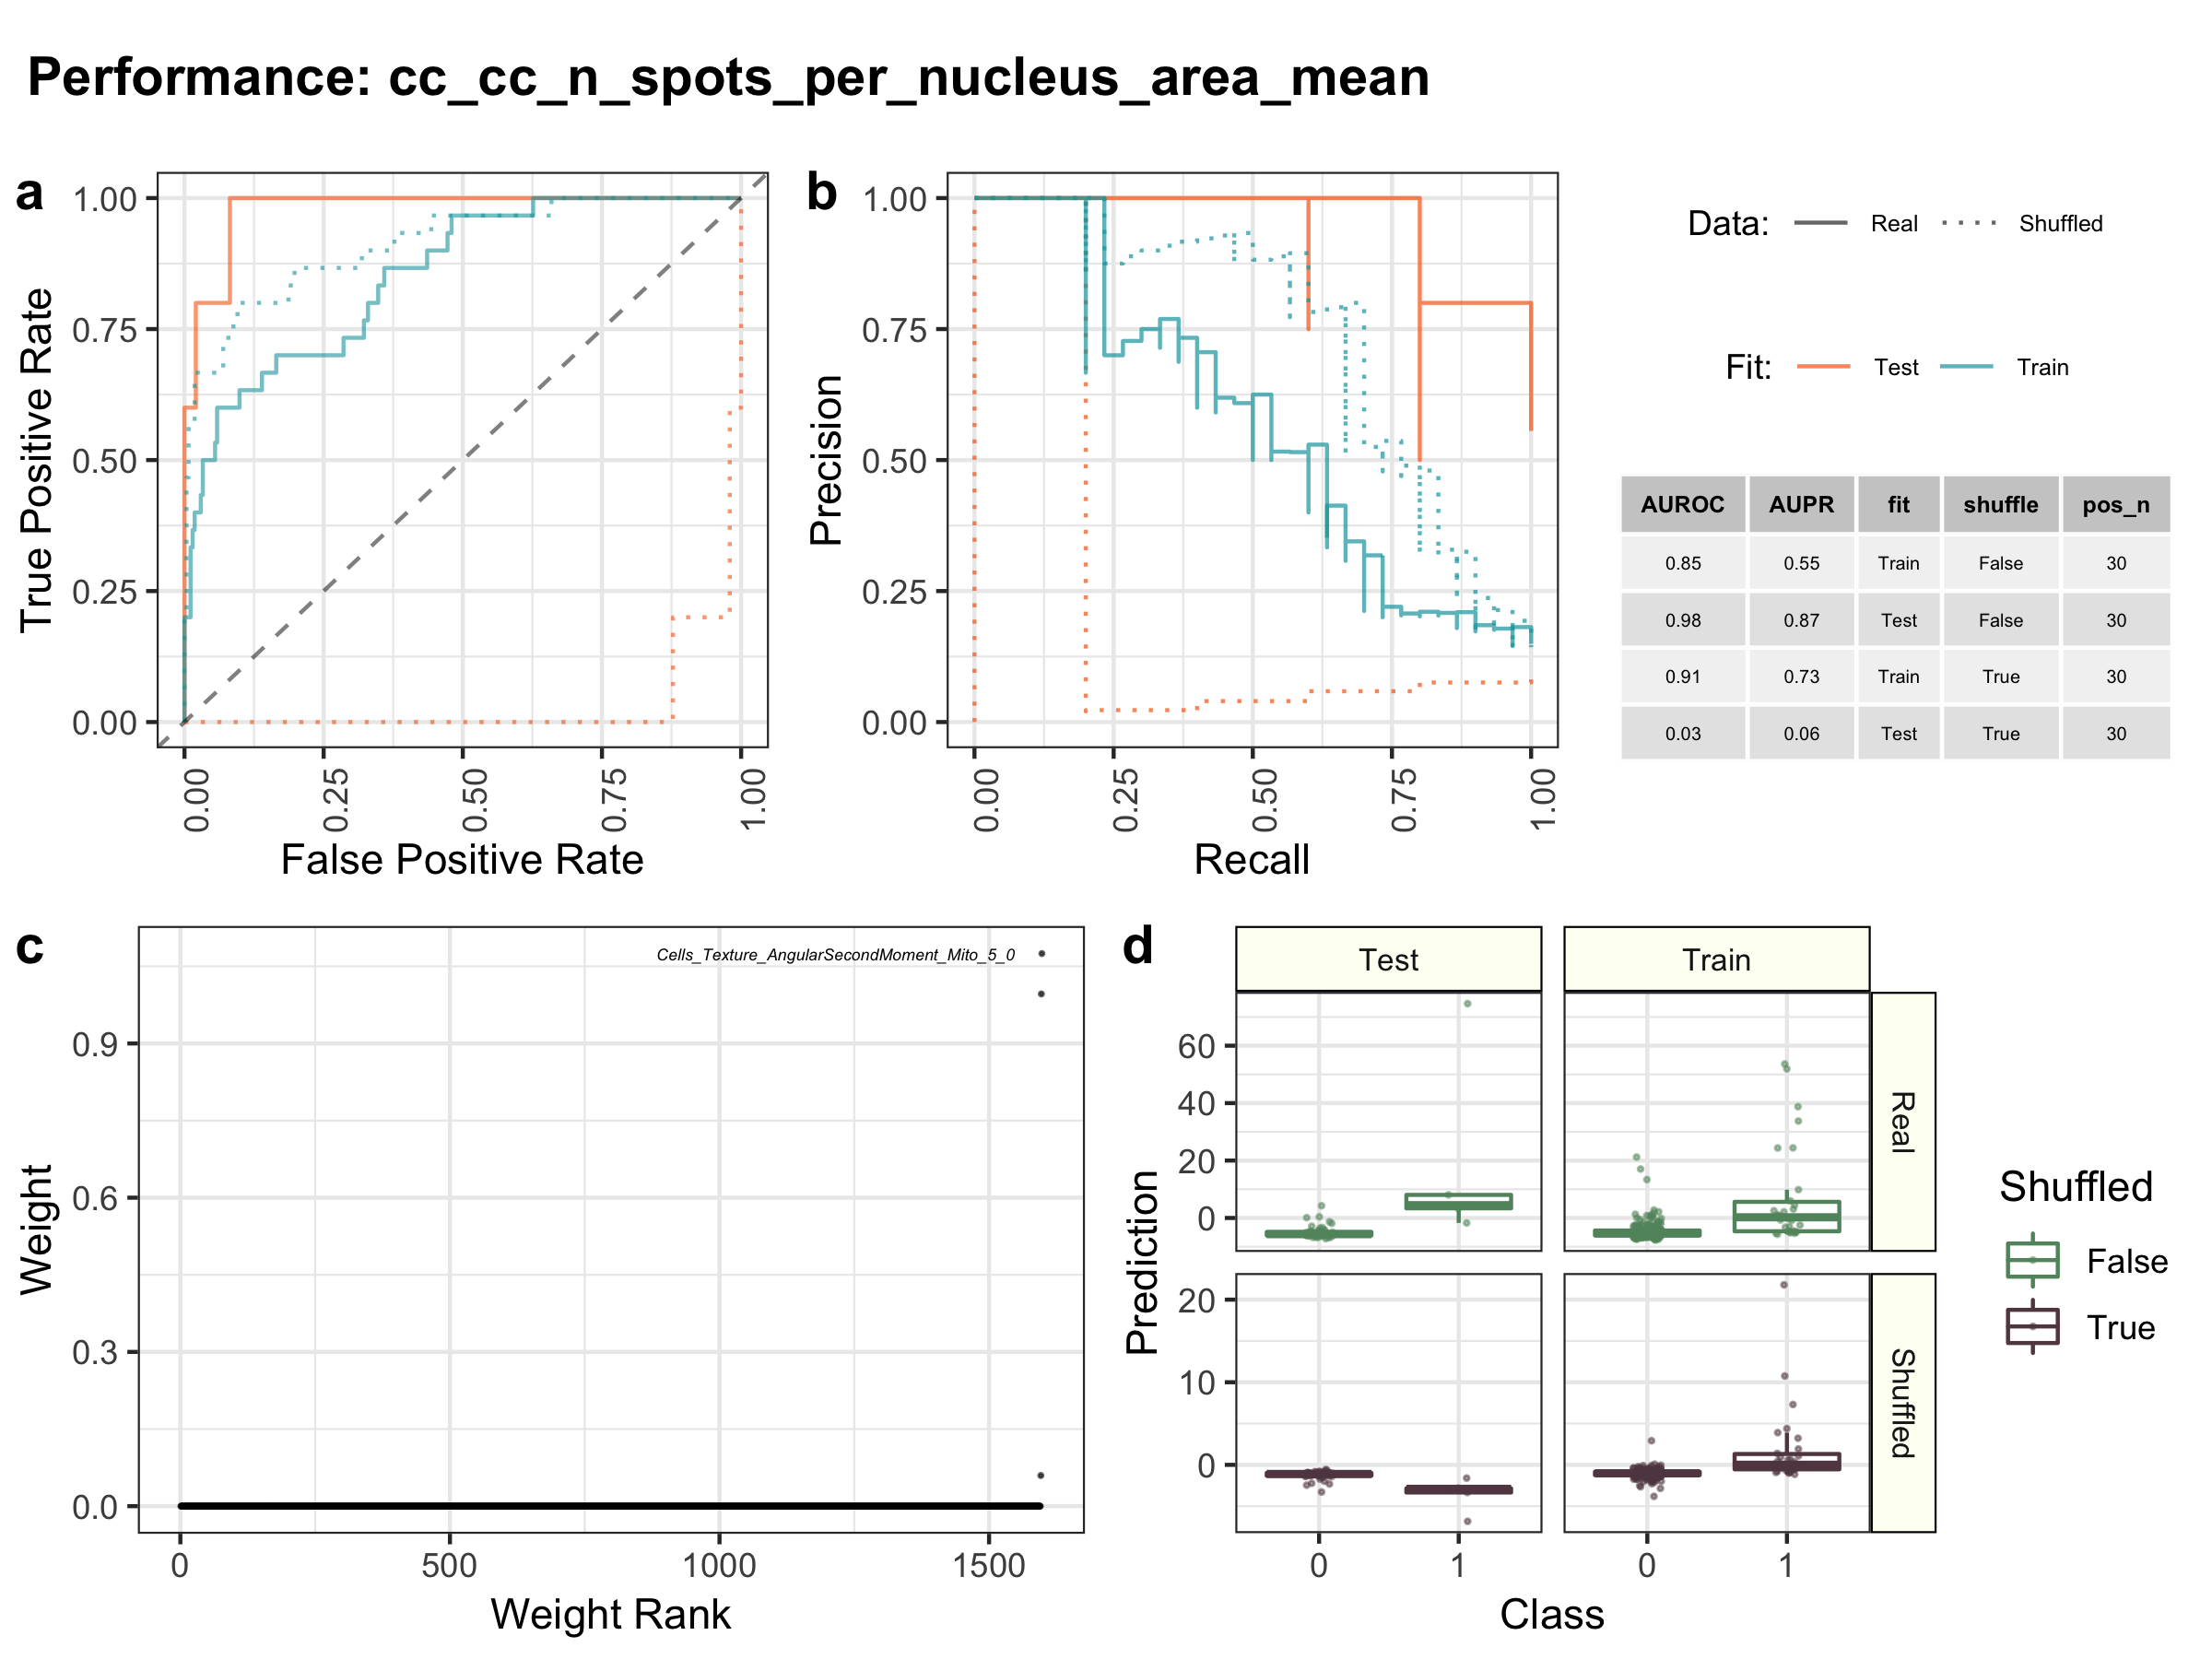 Performance: cc_cc_n_spots_per_nucleus_area_mean
a
1.00
0.75
0.50
0.25
0.00
True Positive Rate
0.00
0.25
0.50
0.75
1.00
False Positive Rate
b
1.00
0.75
0.50
0.25
0.00
Precision
0.00
0.25
0.50
0.75
1.00
Recall
Data: Real Shuffled
Fit: Test Train
AUROC AUPR fit shuffle pos_n
0.85 0.55 Train False 30
0.98 0.87 Test False 30
0.91 0.73 Train True 30
0.03 0.06 Test True 30
c
Cells_Texture_AngularSecondMoment_Mito_5_0
0.9
0.6
0.3
0.0
Weight
0 500 1000 1500
Weight Rank
d
Test Train
60
40
20
0
Real
20
10
0
Shuffled
Prediction
0 1 0 1
Class
Shuffled
False
True